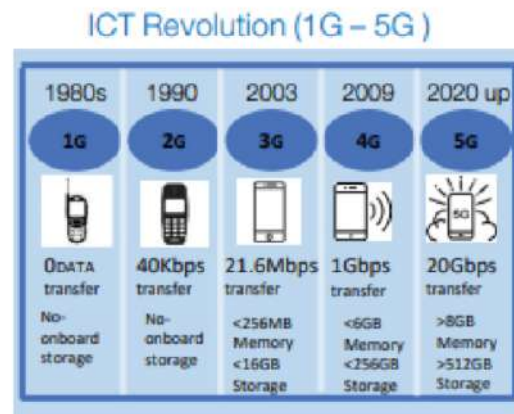 ICT Revolution (1G – 5G )
1980s
1G
0DATA
transfer
No-
onboard
storage
1990
2G
40Kbps
transfer
No-
onboard
storage
2003
3G
21.6Mbps
transfer
<256MB
Memory
<16GB
Storage
2009
4G
1Gbps
transfer
<6GB
Memory
<256GB
Storage
2020 up
5G
5G
20Gbps
transfer
>8GB
Memory
>512GB
Storage